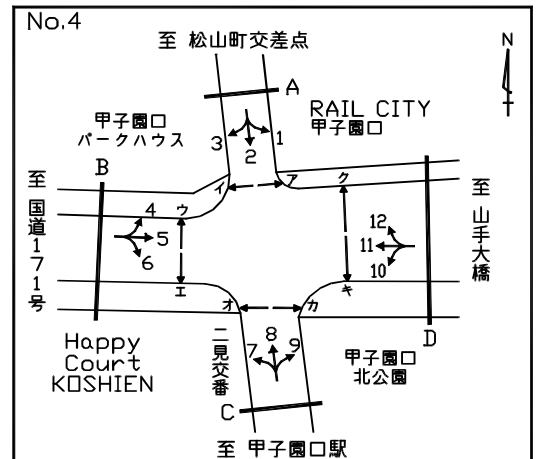 No.4
至 松山町交差点
N
A
RAIL CITY
甲子園口
甲子園口
パークハウス
3
1
2
ア
イ
ク
B
至 国道171号
ウ
4
5
6
エ
12
11
10
キ
至 山手大橋
オ
カ
Happy
Court
KOSHIEN
二見交番
8
7
9
甲子園口
北公園
D
C
至 甲子園口駅